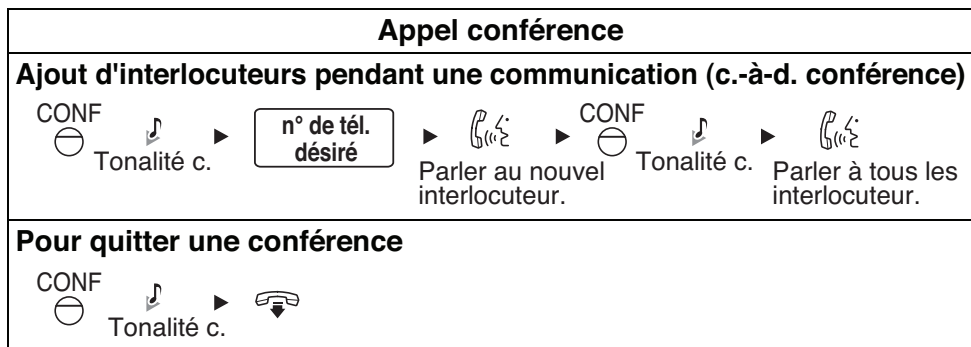 Appel conférence
Ajout d'interlocuteurs pendant une communication (c.-à-d. conférence)
CONF
Tonalité c.
n° de tél.
désiré
Parler au nouvel
interlocuteur.
CONF
Tonalité c.
Parler à tous les
interlocuteur.
Pour quitter une conférence
CONF
Tonalité c.